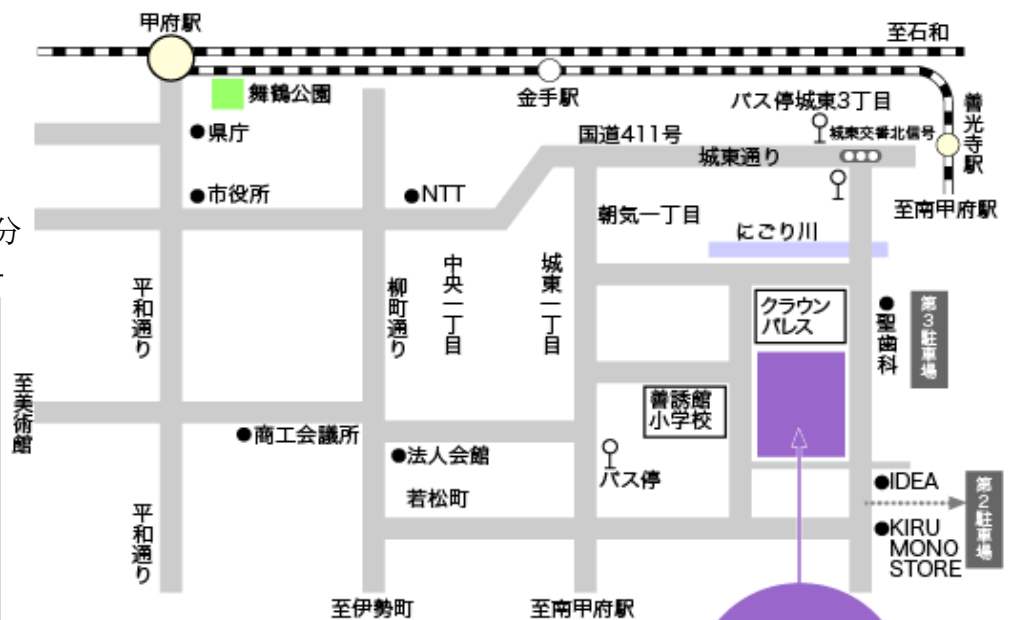 甲府駅
至石和
舞鶴公園
金手駅
バス停城東3丁目
善光寺駅
県庁
国道411号
城東交番北信号
城東通り
市役所
NTT
朝気一丁目
至南甲府駅
にごり川
分
平和通り
柳町通り
中央一丁目
城東一丁目
クラウン
パレス
聖歯科
第3駐車場
至美術館
善誘館
小学校
商工会議所
法人会館
バス停
若松町
IDEA
第2駐車場
平和通り
KIRU
MONO
STORE
至伊勢町
至南甲府駅